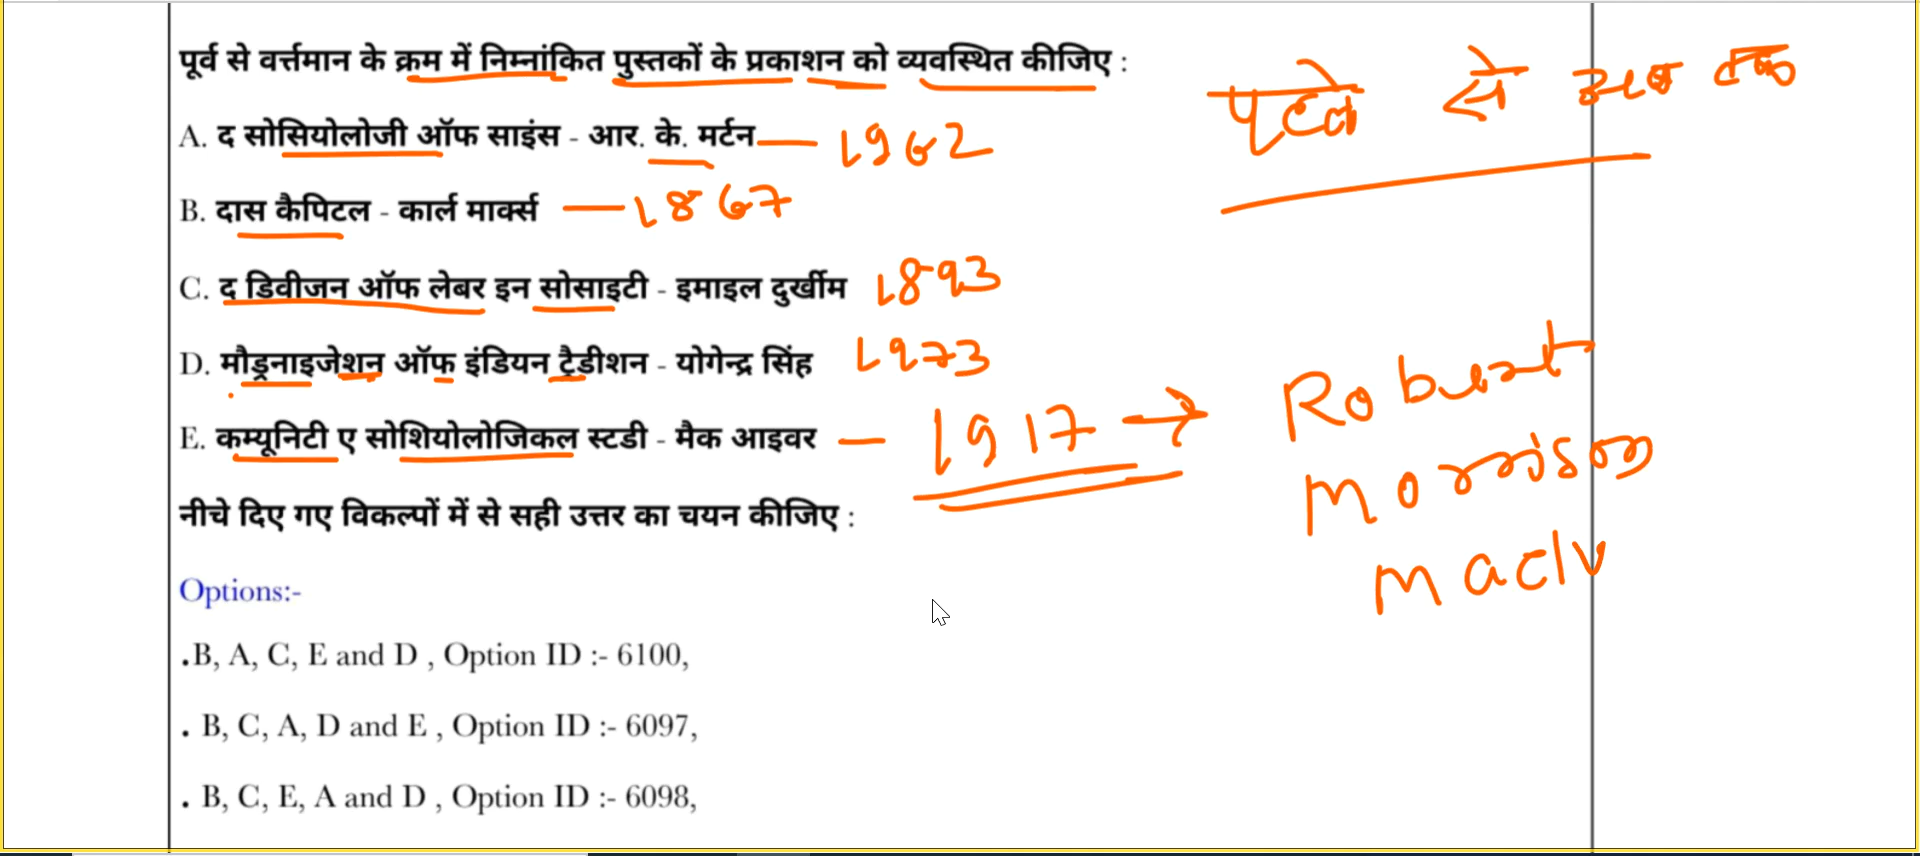 पूर्व से वर्त्तमान के क्रम में निम्नांकित पुस्तकों के प्रकाशन को व्यवस्थित कीजिए :
पहले से अब तक
A. द सोसियोलोजी ऑफ साइंस - आर. के. मर्टन — 1962
B. दास कैपिटल - कार्ल मार्क्स — 1867
C. द डिवीजन ऑफ लेबर इन सोसाइटी - इमाइल दुर्खीम 1893
D. मौड्रनाइजेशन ऑफ इंडियन ट्रैडीशन - योगेन्द्र सिंह 1973
E. कम्यूनिटी ए सोशियोलोजिकल स्टडी - मैक आइवर — 1917 →
Robert
Morrison
MacIv
नीचे दिए गए विकल्पों में से सही उत्तर का चयन कीजिए :
Options:-
.B, A, C, E and D , Option ID :- 6100,
. B, C, A, D and E , Option ID :- 6097,
. B, C, E, A and D , Option ID :- 6098,